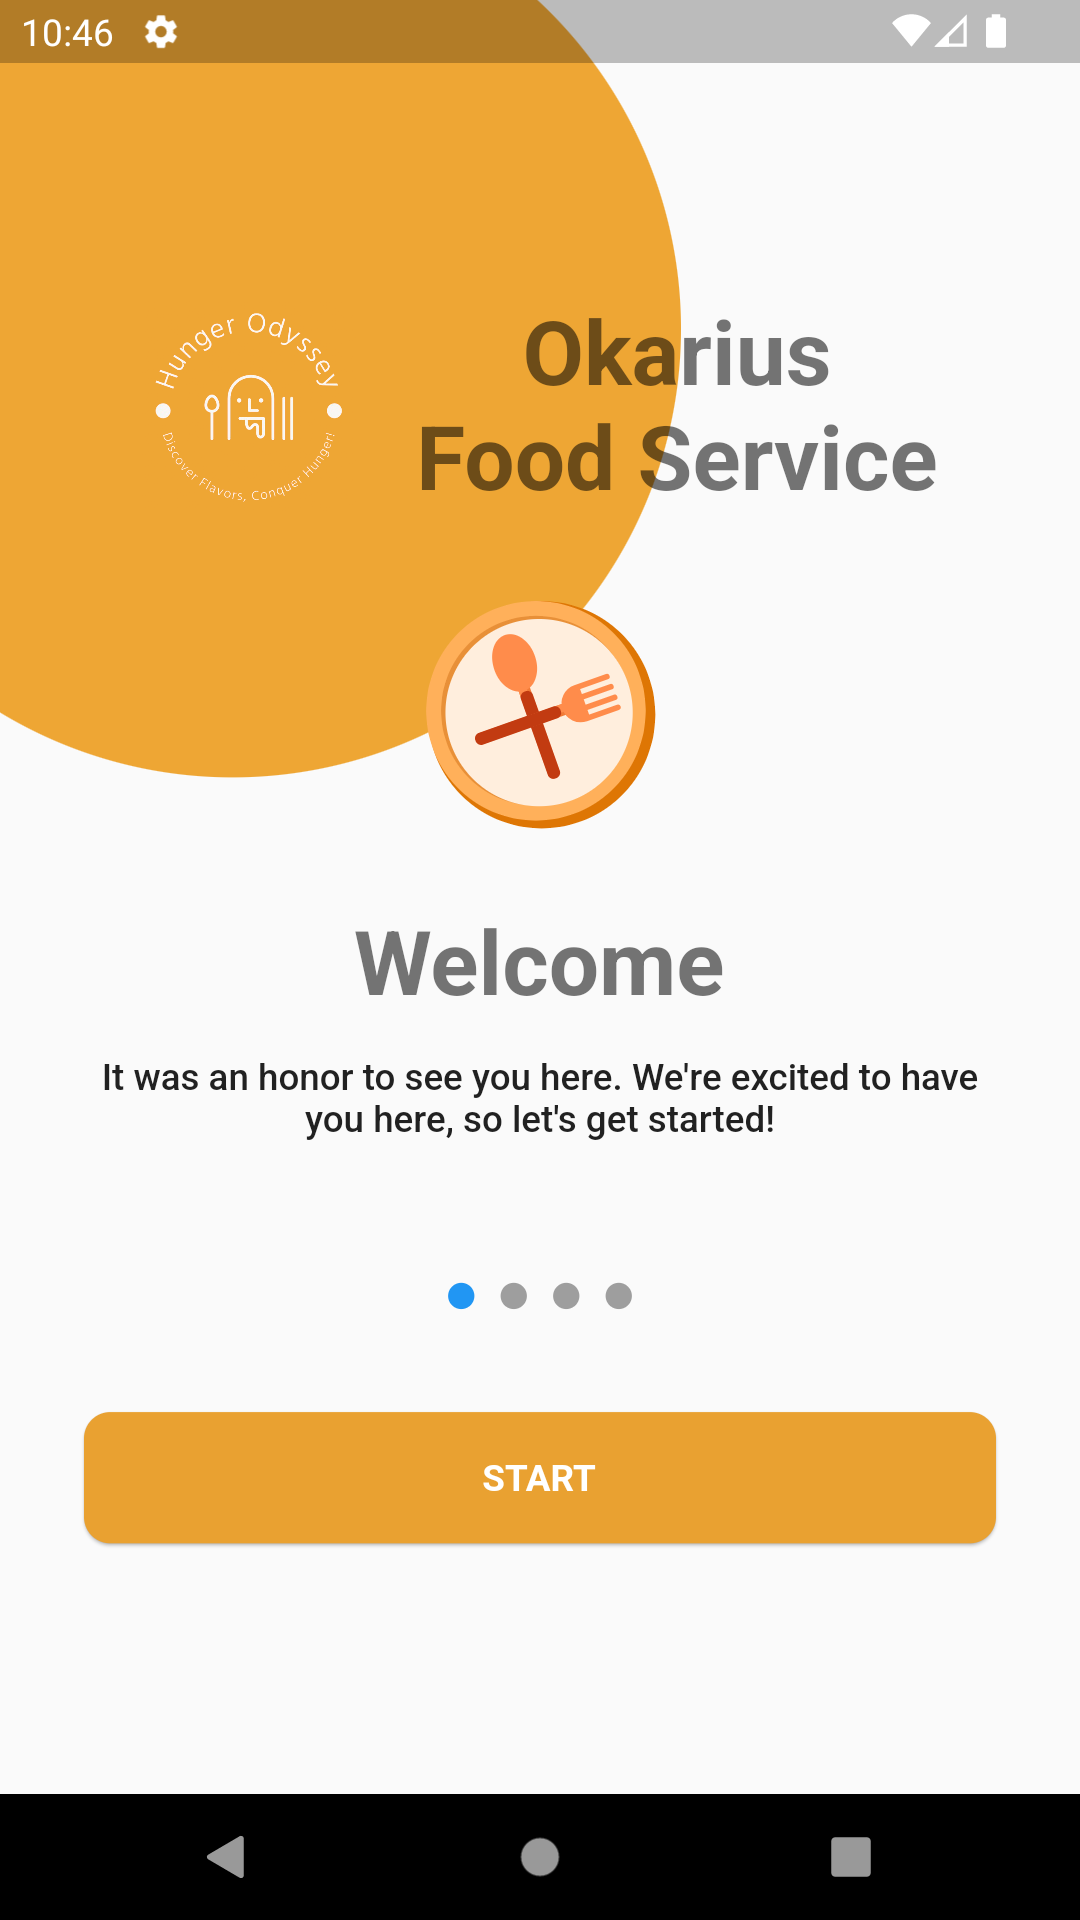 10:46
Hunger Odyssey
Discover Flavors, Conquer Hunger!
Okarius
Food Service
Welcome
It was an honor to see you here. We're excited to have
you here, so let's get started!
START